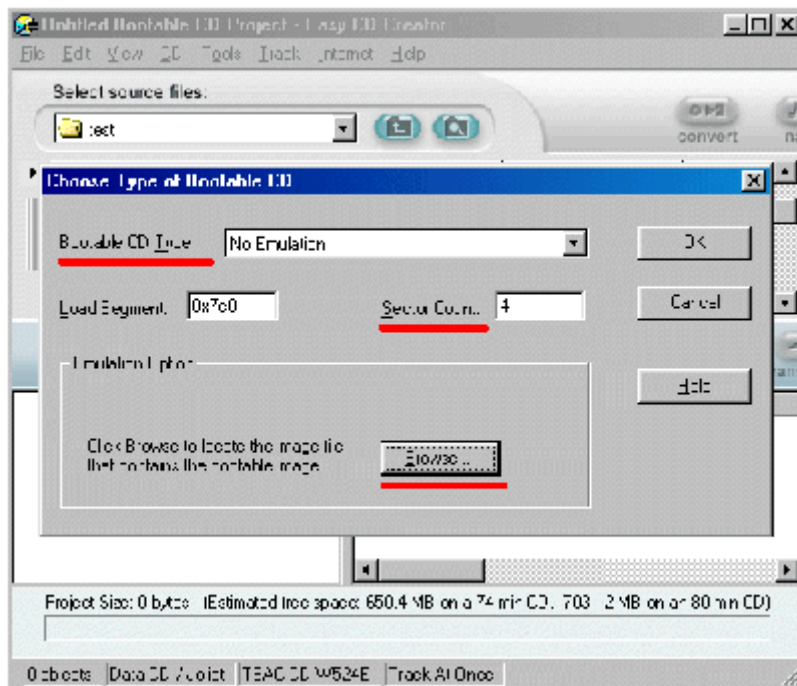 Untitled Bootable CD Project - Easy CD Creator
File Edit View CD Tools Track Internet Help
Select source files:
test
convert
Choose Type of Bootable CD
Bootable CD Type No Emulation OK
Load Segment: 0x7c0 Sector Count: 4 Cancel
Emulation Option
Help
Click Browse to locate the image file
that contains the bootable image
Browse...
Project Size: 0 bytes (Estimated free space: 650.4 MB on a 74 min CD. 703.2 MB on an 80 min CD)
0 objects Data CD TEAC CD-W524E Track At Once